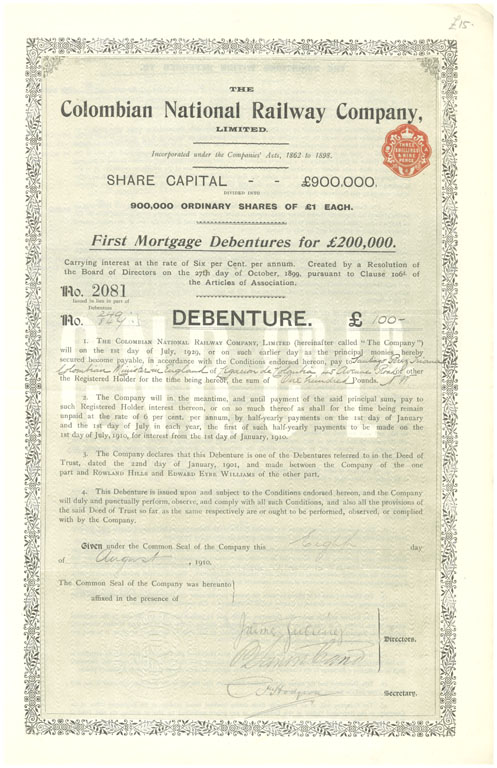 £15.
THE
Colombian National Railway Company,
LIMITED.
Incorporated under the Companies' Acts, 1862 to 1898.
THREE
SHILLINGS
& NINE
PENCE
SHARE CAPITAL - - £900.000.
DIVIDED INTO
900,000 ORDINARY SHARES OF £1 EACH.
First Mortgage Debentures for £200,000.
Carrying interest at the rate of Six per Cent. per annum. Created by a Resolution of
the Board of Directors on the 27th day of October, 1899, pursuant to Clause 106d of
the Articles of Association.
No. 2081
Issued in lieu in part of
Debenture
No.
DEBENTURE. £ 100-
1. THE COLOMBIAN NATIONAL RAILWAY COMPANY, LIMITED (hereinafter called "The Company")
will on the 1st day of July, 1929, or on such earlier day as the principal monies hereby
secured become payable, in accordance with the Conditions endorsed hereon, pay to
Colombian Minister in England or other
the Registered Holder for the time being hereof, the sum of One Hundred Pounds.
2. The Company will in the meantime, and until payment of the said principal sum, pay to
such Registered Holder interest thereon, or on so much thereof as shall for the time being remain
unpaid at the rate of 6 per cent. per annum, by half-yearly payments on the 1st day of January
and the 1st day of July in each year, the first of such half-yearly payments to be made on the
1st day of July, 1910, for interest from the 1st day of January, 1910.
3. The Company declares that this Debenture is one of the Debentures referred to in the Deed of
Trust, dated the 22nd day of January, 1901, and made between the Company of the one
part and ROWLAND HILLS and EDWARD EYRE WILLIAMS of the other part.
4. This Debenture is issued upon and subject to the Conditions endorsed hereon, and the Company
will duly and punctually perform, observe, and comply with all such Conditions, and also all the provisions of
the said Deed of Trust so far as the same respectively are or ought to be performed, observed, or complied
with by the Company.
Given under the Common Seal of the Company this Eight day
of August , 1910.
The Common Seal of the Company was hereunto
affixed in the presence of
Directors.
Secretary.